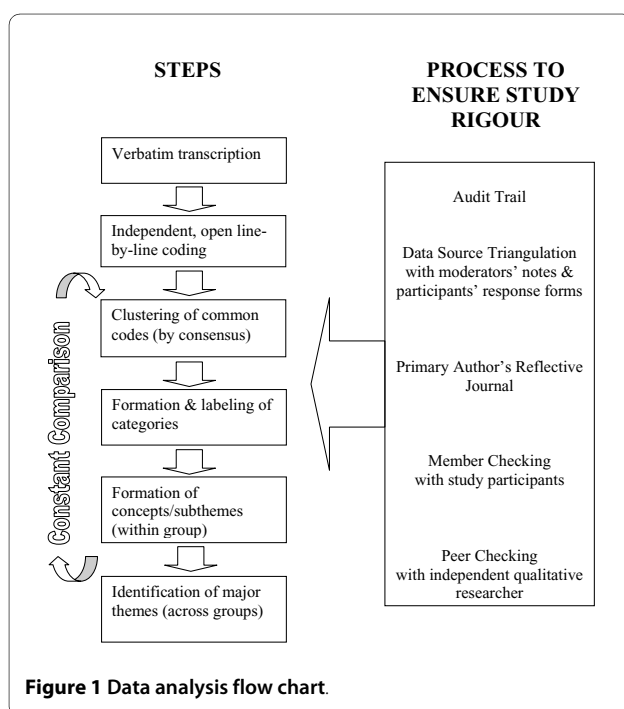 STEPS
Verbatim transcription
Independent, open line-
by-line coding
Clustering of common
codes (by consensus)
Formation & labeling of
categories
Formation of
concepts/subthemes
(within group)
Identification of major
themes (across groups)
Constant Comparison
PROCESS TO
ENSURE STUDY
RIGOUR
Audit Trail
Data Source Triangulation
with moderators’ notes &
participants’ response forms
Primary Author’s Reflective
Journal
Member Checking
with study participants
Peer Checking
with independent qualitative
researcher
Figure 1 Data analysis flow chart.